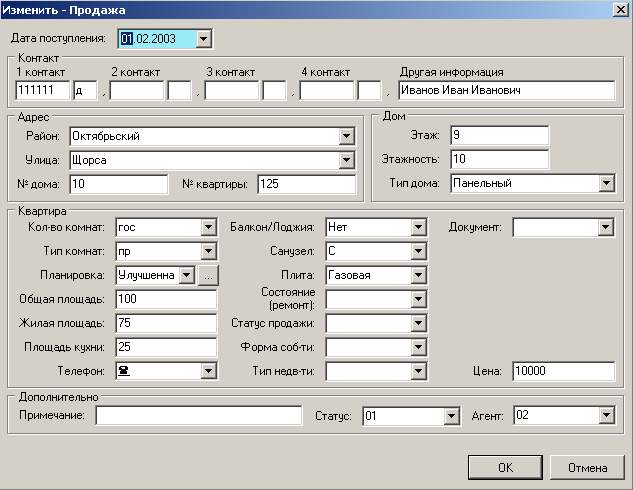 Изменить - Продажа
Дата поступления: 01.02.2003
Контакт
1 контакт 2 контакт 3 контакт 4 контакт Другая информация
111111 д , , , , Иванов Иван Иванович
Адрес
Район: Октябрьский
Улица: Щорса
№ дома: 10 № квартиры: 125
Дом
Этаж: 9
Этажность: 10
Тип дома: Панельный
Квартира
Кол-во комнат: гос Балкон/Лоджия: Нет Документ:
Тип комнат: пр Санузел: С
Планировка: Улучшенна ... Плита: Газовая
Общая площадь: 100 Состояние
(ремонт):
Жилая площадь: 75 Статус продажи:
Площадь кухни: 25 Форма соб-ти:
Телефон: ☎ Тип недв-ти: Цена: 10000
Дополнительно
Примечание: Статус: 01 Агент: 02
OK Отмена